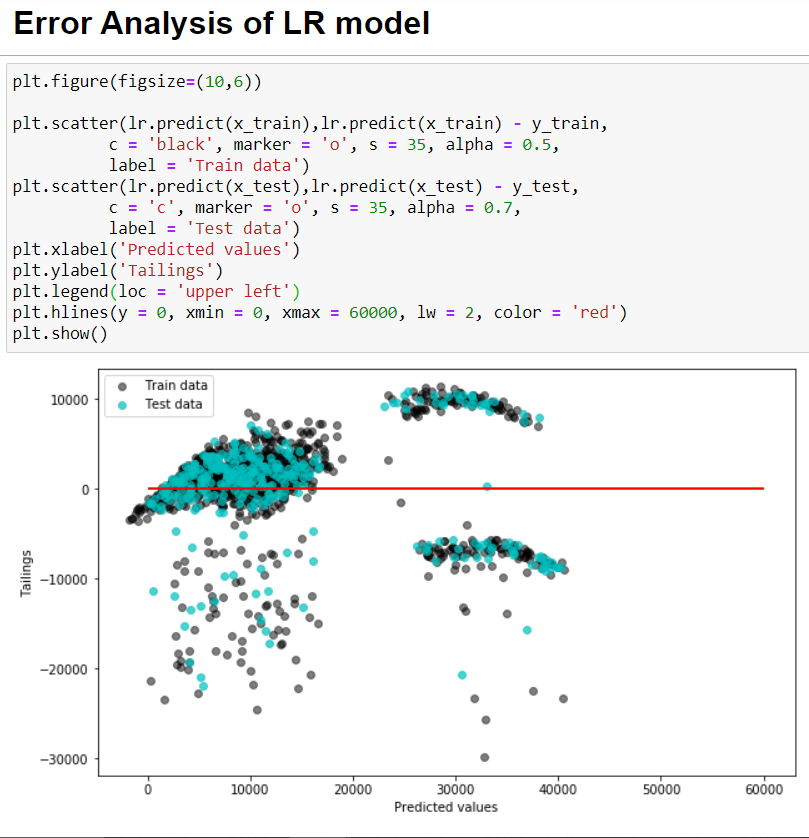 Error Analysis of LR model
plt.figure(figsize=(10,6))
plt.scatter(lr.predict(x_train),lr.predict(x_train) - y_train,
c = 'black', marker = 'o', s = 35, alpha = 0.5,
label = 'Train data')
plt.scatter(lr.predict(x_test),lr.predict(x_test) - y_test,
c = 'c', marker = 'o', s = 35, alpha = 0.7,
label = 'Test data')
plt.xlabel('Predicted values')
plt.ylabel('Tailings')
plt.legend(loc = 'upper left')
plt.hlines(y = 0, xmin = 0, xmax = 60000, lw = 2, color = 'red')
plt.show()
Train data
Test data
10000
0
−10000
−20000
−30000
Tailings
0 10000 20000 30000 40000 50000 60000
Predicted values